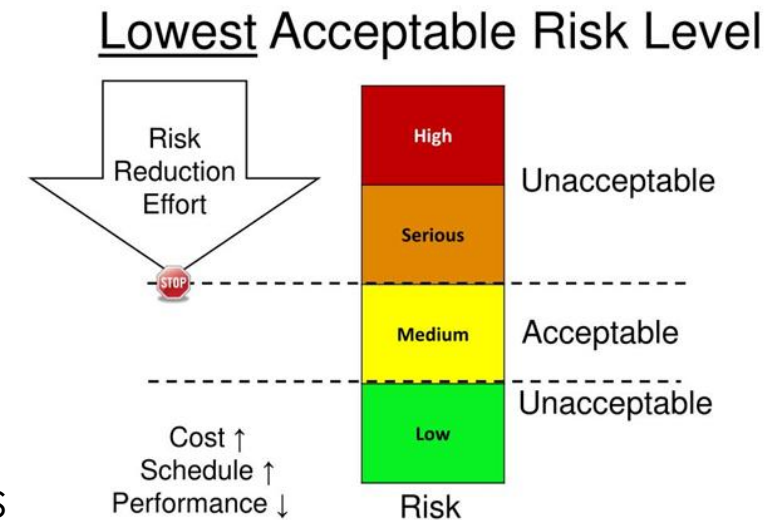 Lowest Acceptable Risk Level
Risk
Reduction
Effort
STOP
High
Serious
Medium
Low
Unacceptable
Acceptable
Unacceptable
Cost ↑
Schedule ↑
Performance ↓
Risk
s